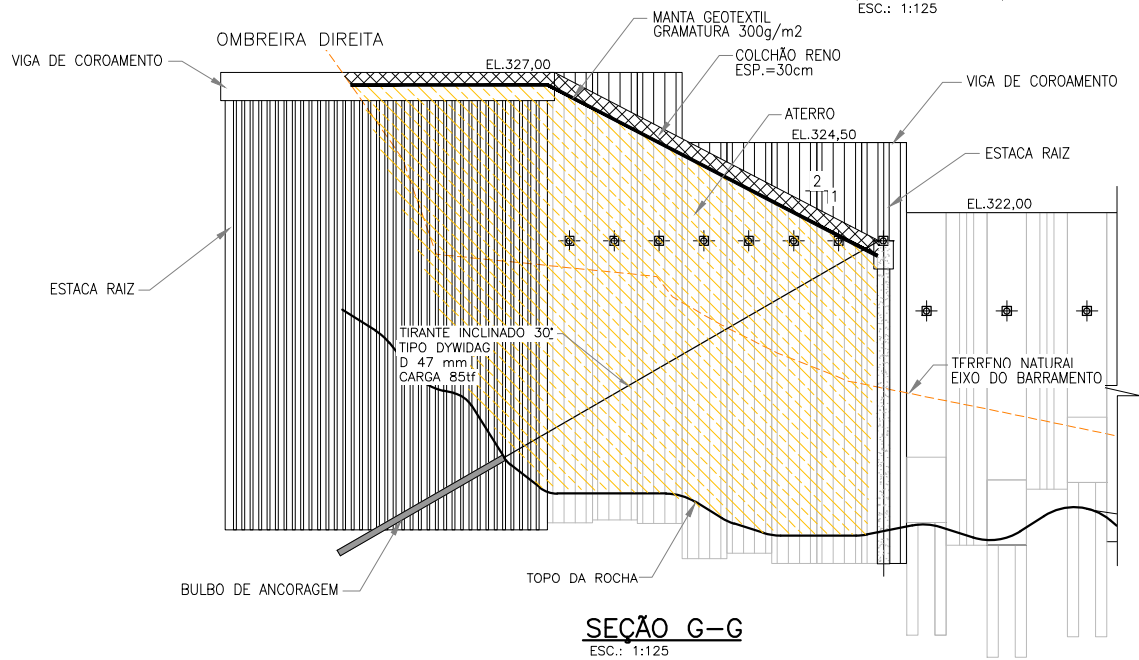 ESC.: 1:125
MANTA GEOTEXTIL
GRAMATURA 300g/m2
OMBREIRA DIREITA
VIGA DE COROAMENTO
EL.327,00
COLCHÃO RENO
ESP.=30cm
VIGA DE COROAMENTO
ATERRO
EL.324,50
ESTACA RAIZ
2
1
EL.322,00
ESTACA RAIZ
TIRANTE INCLINADO 30°
TIPO DYWIDAG
D 47 mm
CARGA 85tf
TERRENO NATURAL
EIXO DO BARRAMENTO
BULBO DE ANCORAGEM
TOPO DA ROCHA
SEÇÃO G-G
ESC.: 1:125